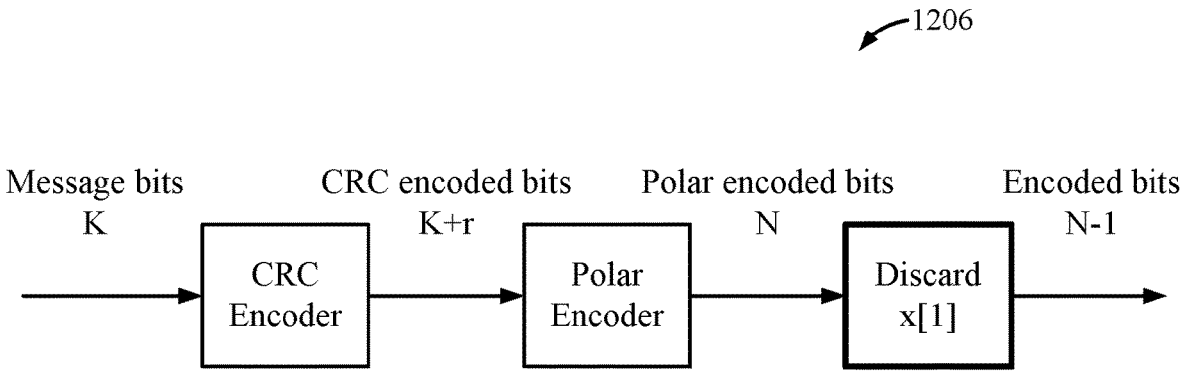 1206
Message bits
K
CRC encoded bits
K+r
Polar encoded bits
N
Encoded bits
N-1
CRC
Encoder
Polar
Encoder
Discard
x[1]